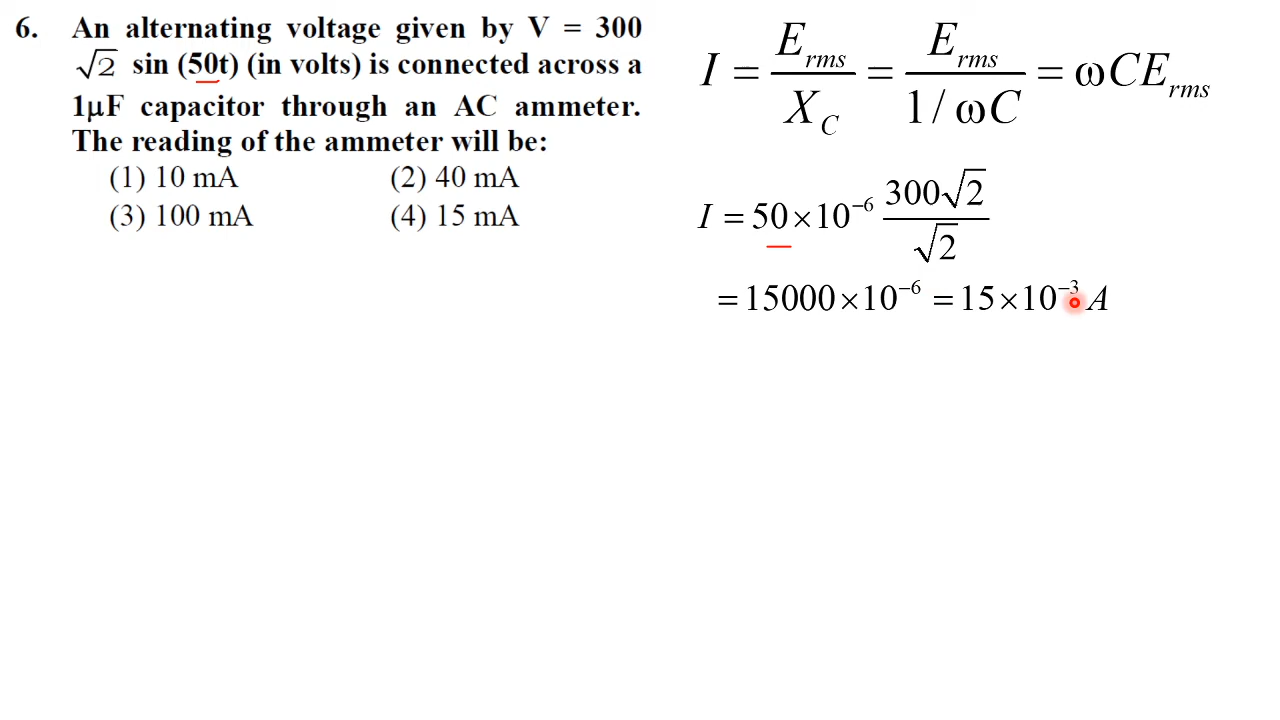 6. An alternating voltage given by V = 300
√2 sin (50t) (in volts) is connected across a
1μF capacitor through an AC ammeter.
The reading of the ammeter will be:
(1) 10 mA (2) 40 mA
(3) 100 mA (4) 15 mA
I = E_rms / X_C = E_rms / (1 / ωC) = ωCE_rms
I = 50 × 10⁻⁶ 300√2 / √2
= 15000 × 10⁻⁶ = 15 × 10⁻³ A